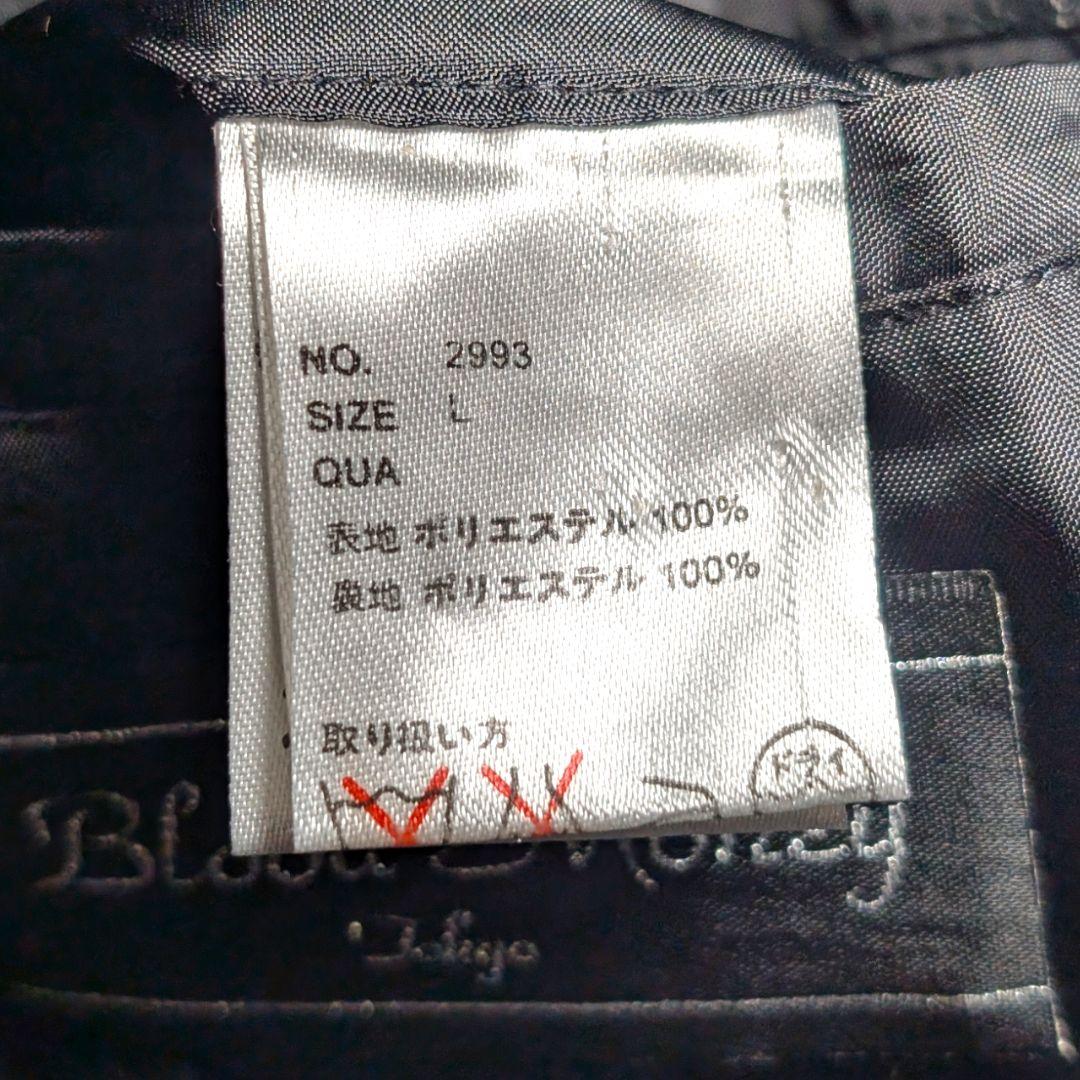 NO. 2993
SIZE L
QUA
表地 ポリエステル 100%
裏地 ポリエステル 100%
取り扱い方
ドライ
Tokyo